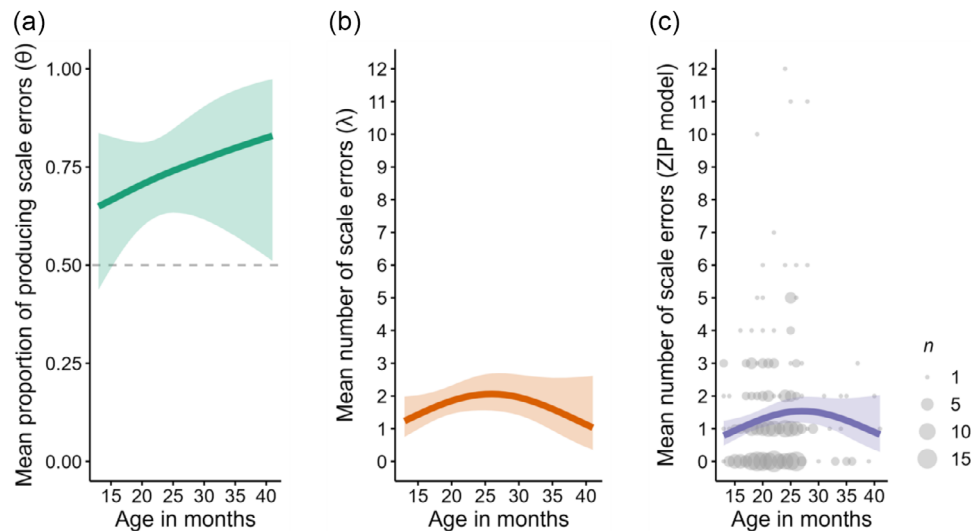 (a)
Mean proportion of producing scale errors (θ)
1.00
0.75
0.50
0.25
0.00
15 20 25 30 35 40
Age in months
(b)
Mean number of scale errors (λ)
12
11
10
9
8
7
6
5
4
3
2
1
0
15 20 25 30 35 40
Age in months
(c)
Mean number of scale errors (ZIP model)
12
11
10
9
8
7
6
5
4
3
2
1
0
15 20 25 30 35 40
Age in months
n
1
5
10
15